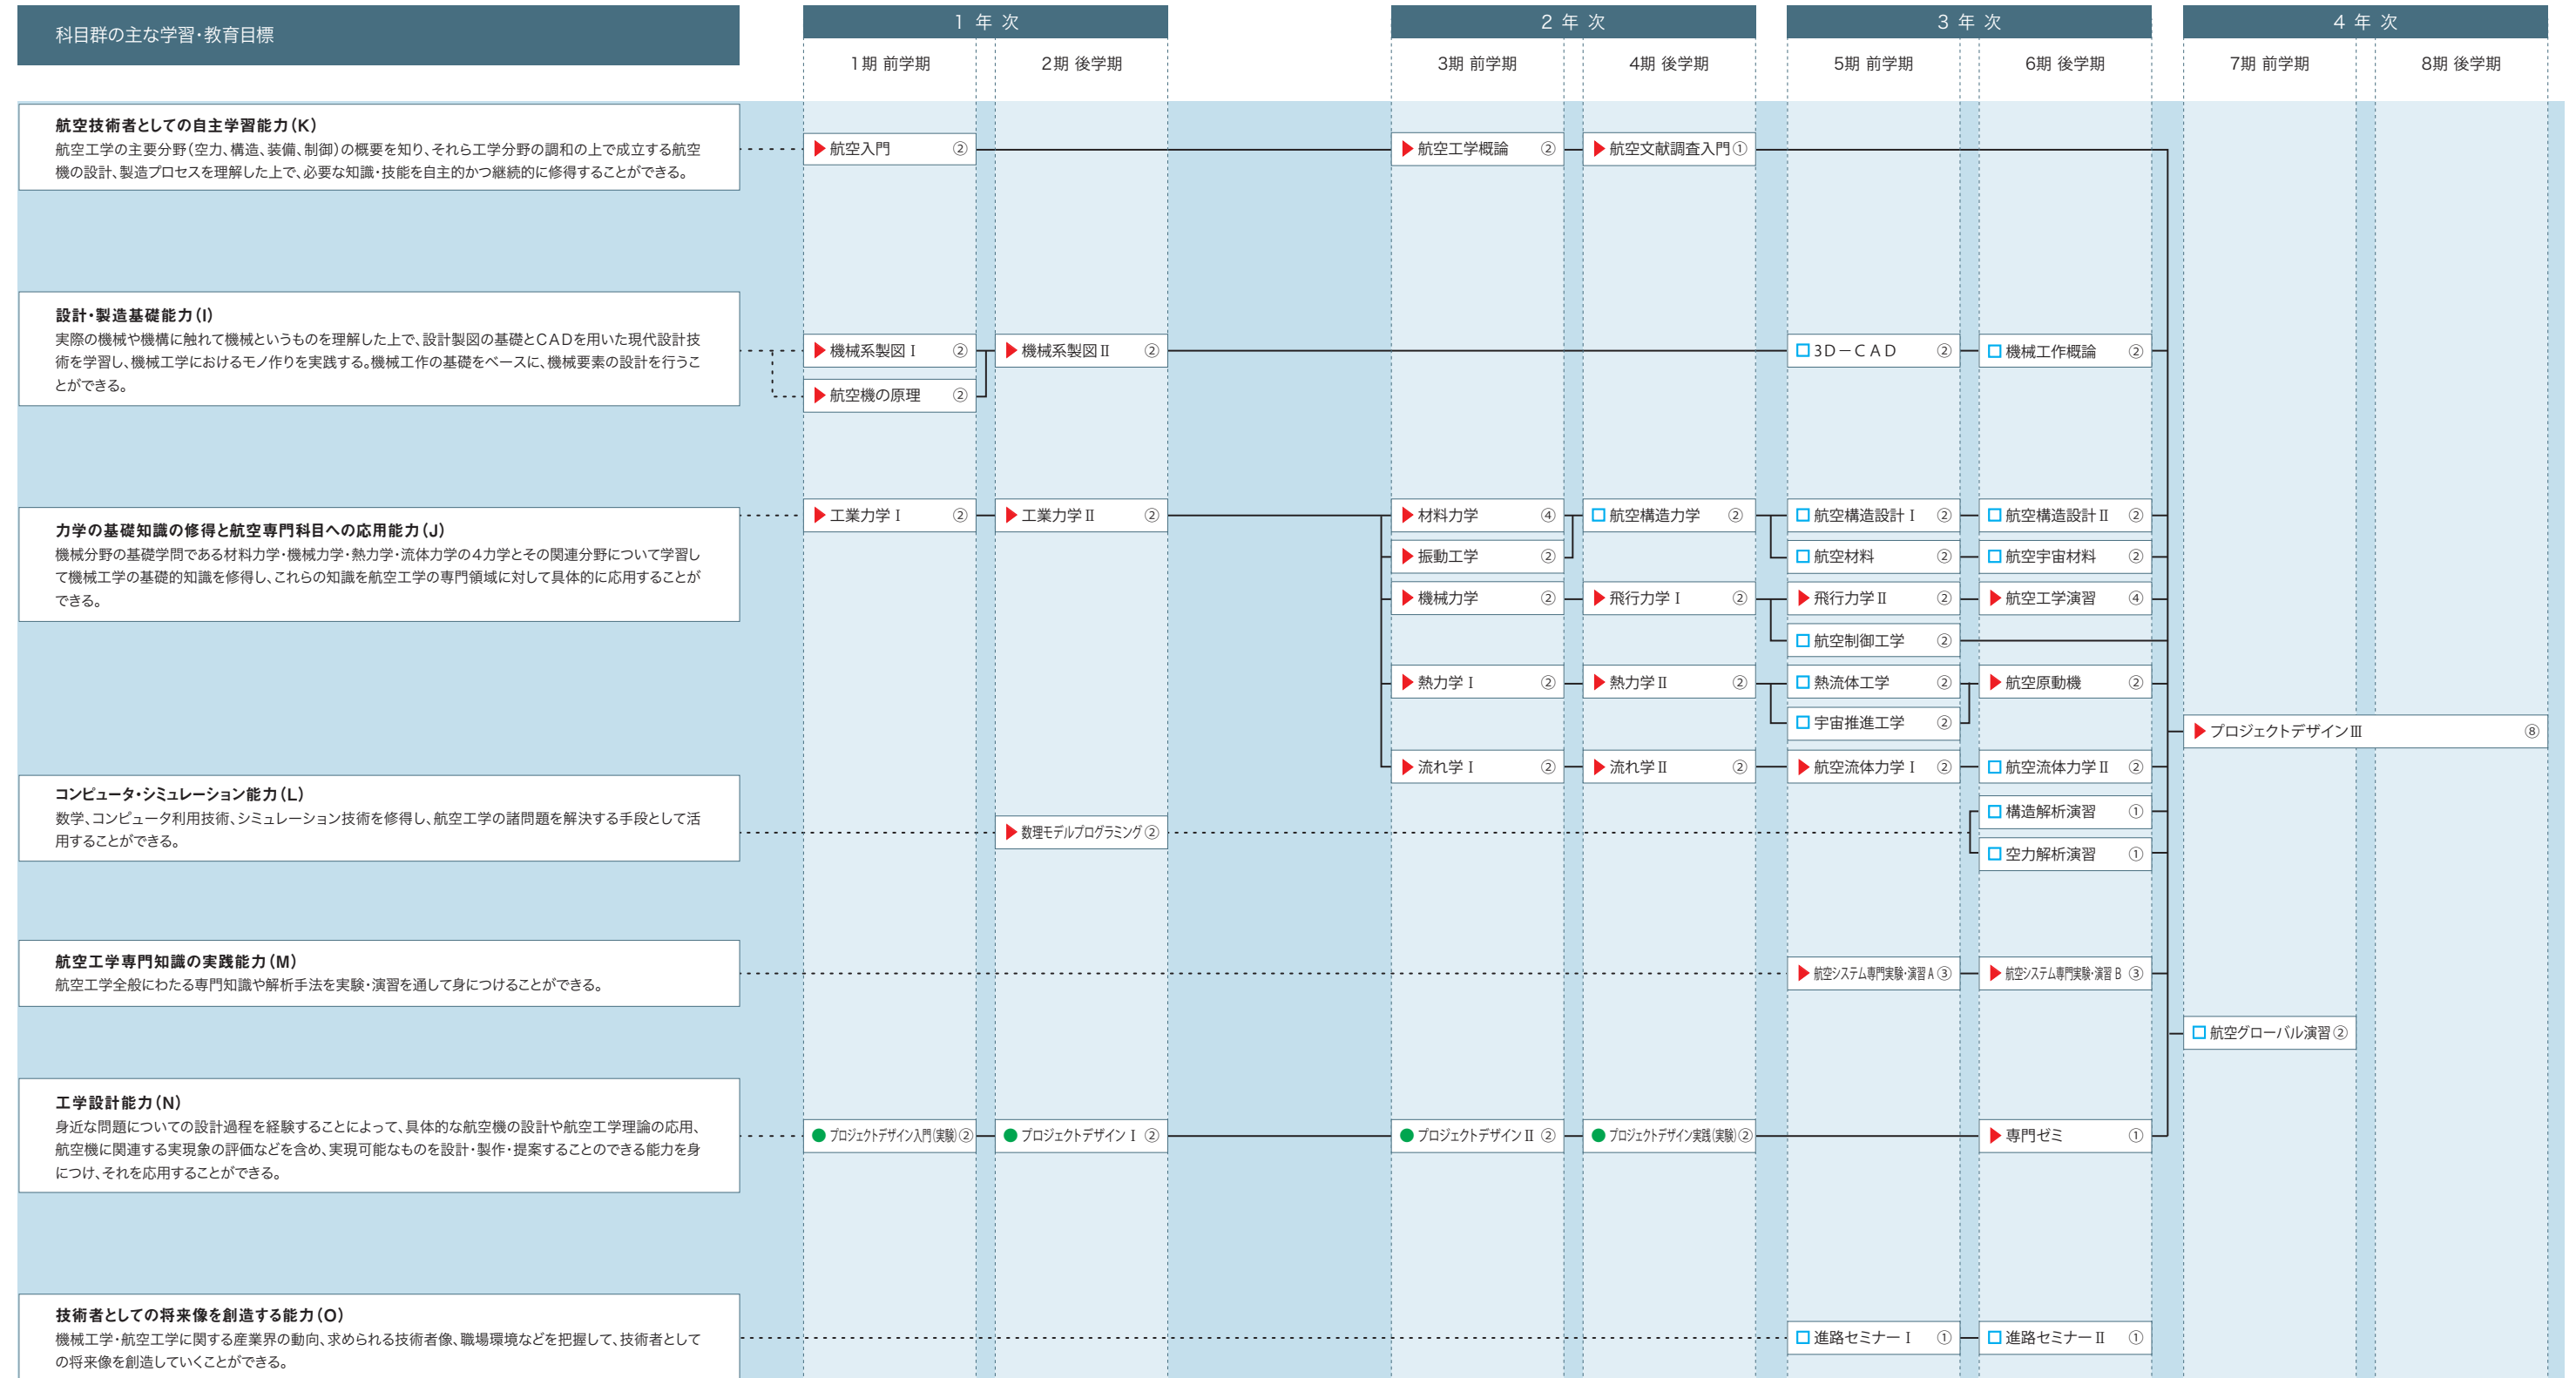 科目群の主な学習・教育目標
1 年 次
2 年 次
3 年 次
4 年 次
1期 前学期
2期 後学期
3期 前学期
4期 後学期
5期 前学期
6期 後学期
7期 前学期
8期 後学期
航空技術者としての自主学習能力(K)
航空工学の主要分野(空力、構造、装備、制御)の概要を知り、それら工学分野の調和の上で成立する航空
機の設計、製造プロセスを理解した上で、必要な知識・技能を自主的かつ継続的に修得することができる。
航空入門 ②
航空工学概論 ②
航空文献調査入門①
設計・製造基礎能力(I)
実際の機械や機構に触れて機械というものを理解した上で、設計製図の基礎とCADを用いた現代設計技
術を学習し、機械工学におけるモノ作りを実践する。機械工作の基礎をベースに、機械要素の設計を行うこ
とができる。
機械系製図Ⅰ ②
機械系製図Ⅱ ②
3D-CAD ②
機械工作概論 ②
航空機の原理 ②
力学の基礎知識の修得と航空専門科目への応用能力(J)
機械分野の基礎学問である材料力学・機械力学・熱力学・流体力学の4力学とその関連分野について学習し
て機械工学の基礎的知識を修得し、これらの知識を航空工学の専門領域に対して具体的に応用することが
できる。
工業力学Ⅰ ②
工業力学Ⅱ ②
材料力学 ④
航空構造力学 ②
航空構造設計Ⅰ ②
航空構造設計Ⅱ ②
振動工学 ②
航空材料 ②
航空宇宙材料 ②
機械力学 ②
飛行力学Ⅰ ②
飛行力学Ⅱ ②
航空工学演習 ④
航空制御工学 ②
熱力学Ⅰ ②
熱力学Ⅱ ②
熱流体工学 ②
航空原動機 ②
宇宙推進工学 ②
プロジェクトデザインⅢ ⑧
流れ学Ⅰ ②
流れ学Ⅱ ②
航空流体力学Ⅰ ②
航空流体力学Ⅱ ②
コンピュータ・シミュレーション能力(L)
数学、コンピュータ利用技術、シミュレーション技術を修得し、航空工学の諸問題を解決する手段として活
用することができる。
数理モデルプログラミング②
構造解析演習 ①
空力解析演習 ①
航空工学専門知識の実践能力(M)
航空工学全般にわたる専門知識や解析手法を実験・演習を通して身につけることができる。
航空システム専門実験・演習A③
航空システム専門実験・演習B③
航空グローバル演習②
工学設計能力(N)
身近な問題についての設計過程を経験することによって、具体的な航空機の設計や航空工学理論の応用、
航空機に関連する実現象の評価などを含め、実現可能なものを設計・製作・提案することのできる能力を身
につけ、それを応用することができる。
プロジェクトデザイン入門(実験)②
プロジェクトデザインⅠ ②
プロジェクトデザインⅡ ②
プロジェクトデザイン実践(実験)②
専門ゼミ ①
技術者としての将来像を創造する能力(O)
機械工学・航空工学に関する産業界の動向、求められる技術者像、職場環境などを把握して、技術者として
の将来像を創造していくことができる。
進路セミナーⅠ ①
進路セミナーⅡ ①